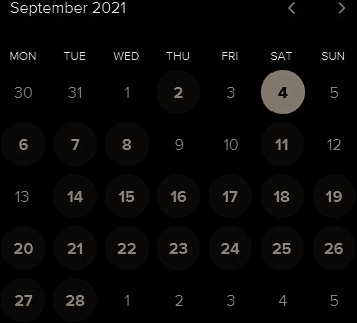 September 2021 < >
MON TUE WED THU FRI SAT SUN
30 31 1 2 3 4 5
6 7 8 9 10 11 12
13 14 15 16 17 18 19
20 21 22 23 24 25 26
27 28 1 2 3 4 5